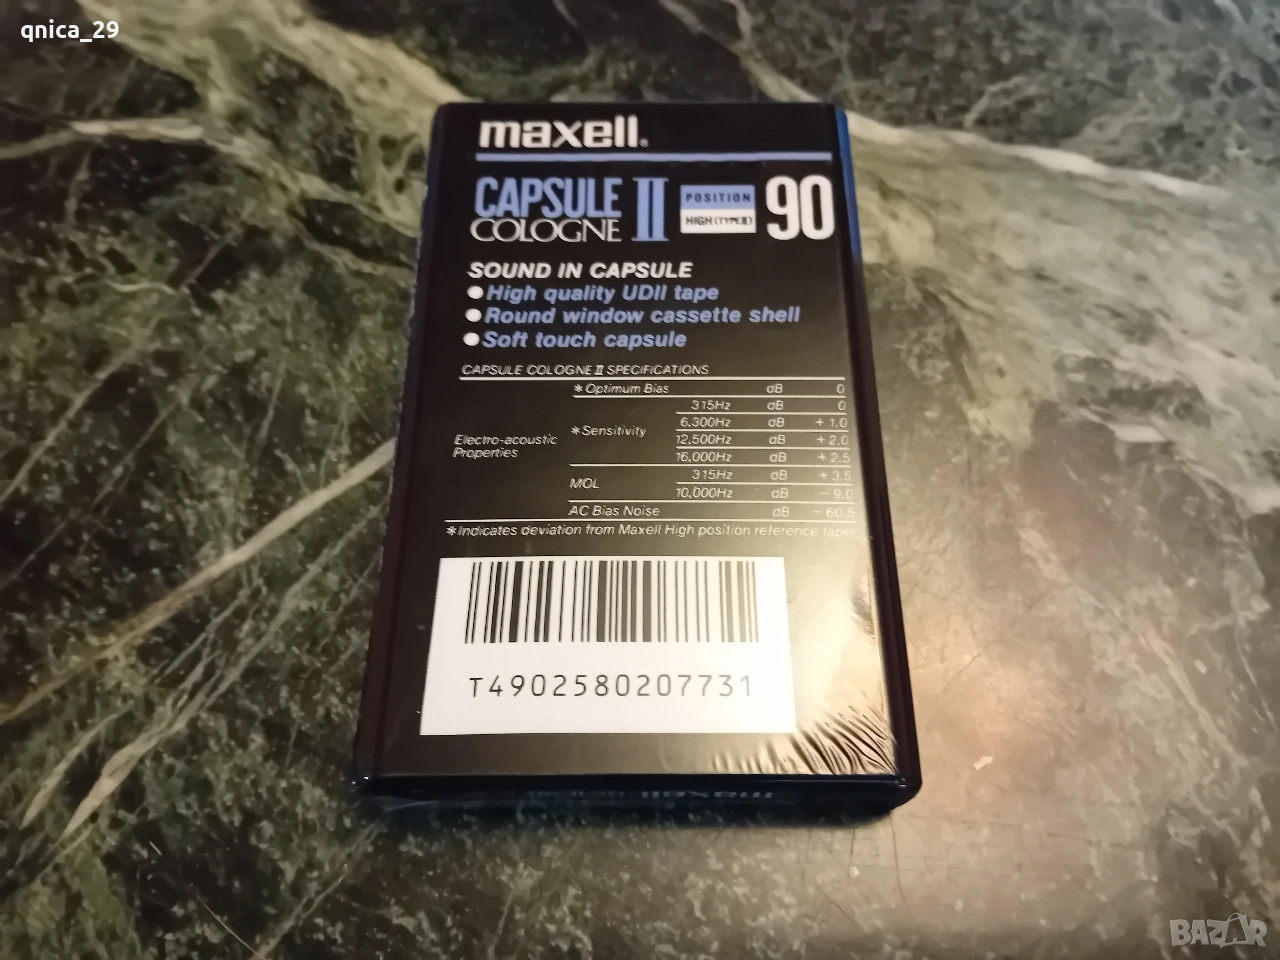 qnica_29
maxell
CAPSULE II
COLOGNE
POSITION
HIGH (TYPE II)
90
SOUND IN CAPSULE
● High quality UDII tape
● Round window cassette shell
● Soft touch capsule
CAPSULE COLOGNE II SPECIFICATIONS
Electro-acoustic Properties
* Optimum Bias dB 0
* Sensitivity 315Hz dB 0
6,300Hz dB +1.0
12,500Hz dB +2.0
16,000Hz dB +2.5
MOL 315Hz dB +3.5
10,000Hz dB -9.0
AC Bias Noise dB -60.5
* Indicates deviation from Maxell High position reference tape
T4902580207731
maxell
BAZAR